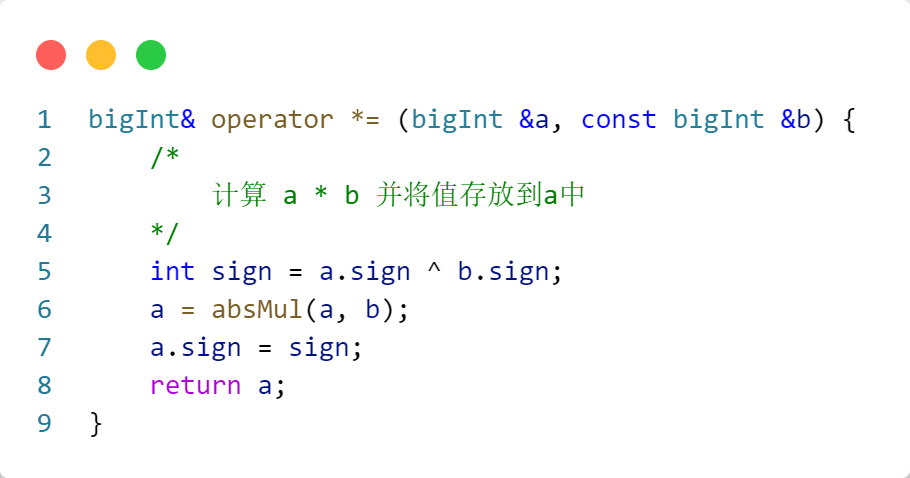 1 bigInt& operator *= (bigInt &a, const bigInt &b) {
2     /*
3         计算 a * b 并将值存放到a中
4     */
5     int sign = a.sign ^ b.sign;
6     a = absMul(a, b);
7     a.sign = sign;
8     return a;
9 }